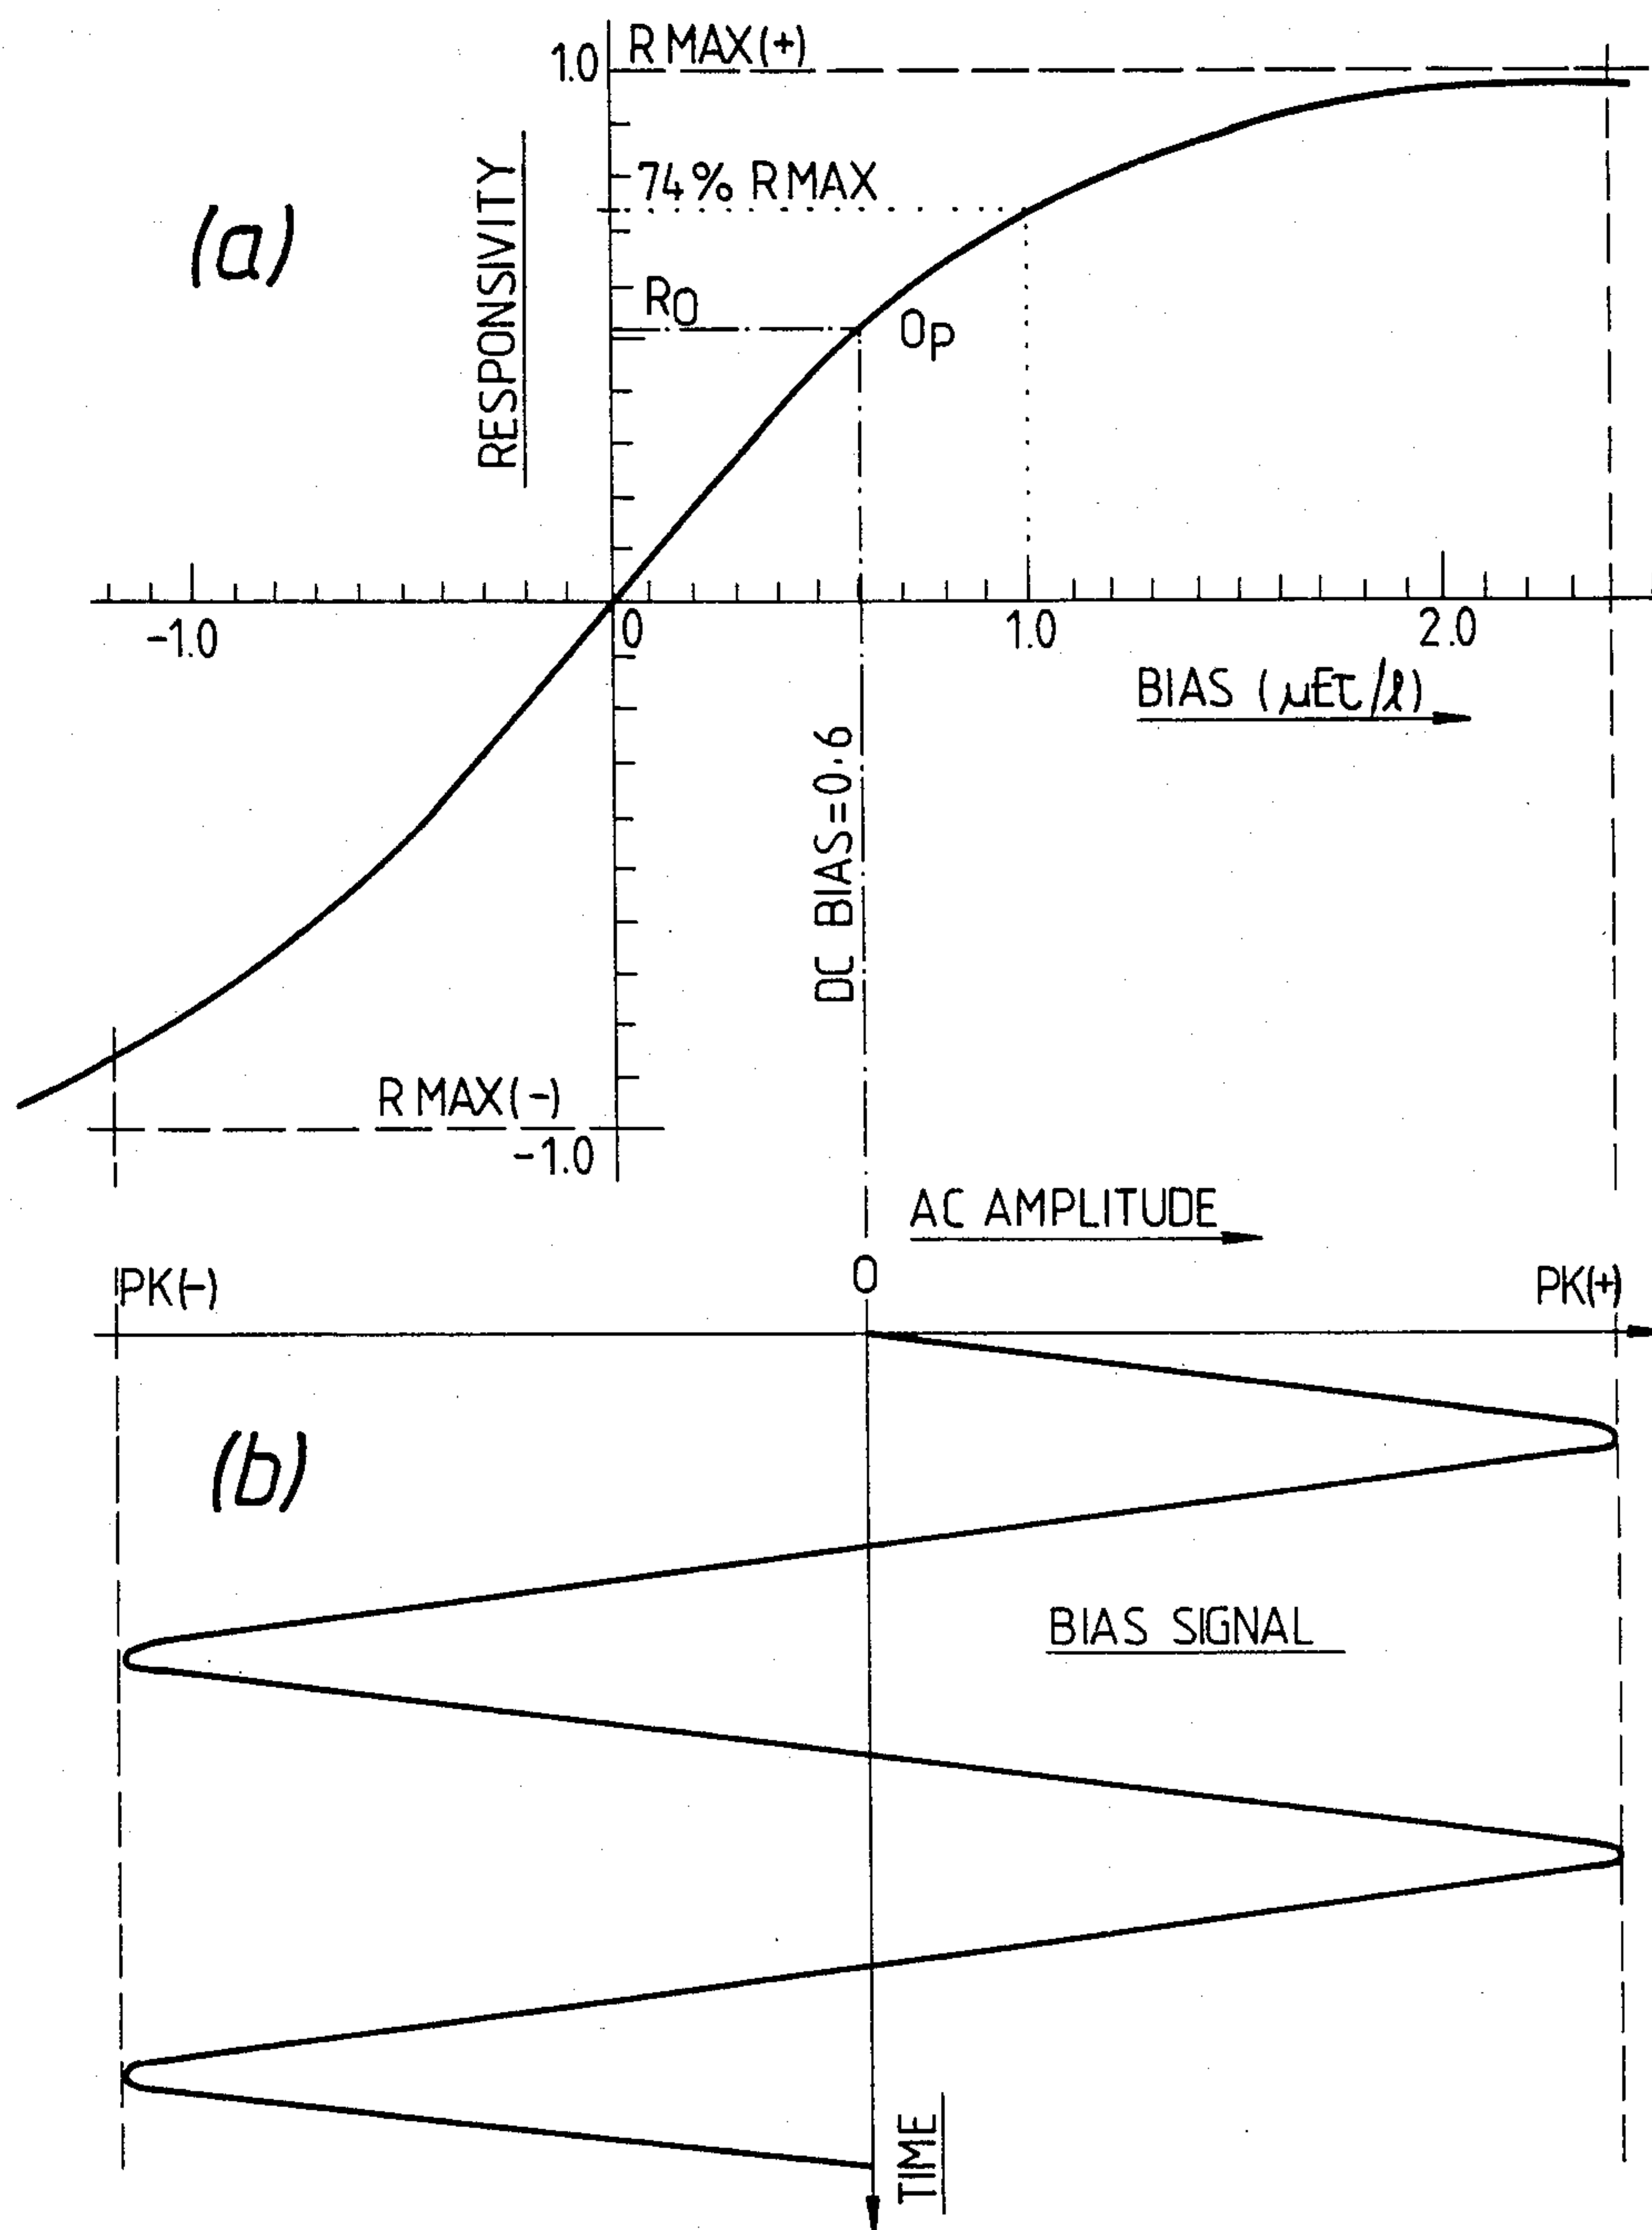 R MAX(+)
1.0
74% RMAX
RESPONSIVITY
(a)
R0
Op
-1.0
0
1.0
2.0
BIAS (μEτ/ℓ)
DC BIAS=0.6
R MAX(-)
-1.0
AC AMPLITUDE
PK(-)
0
PK(+)
(b)
BIAS SIGNAL
TIME